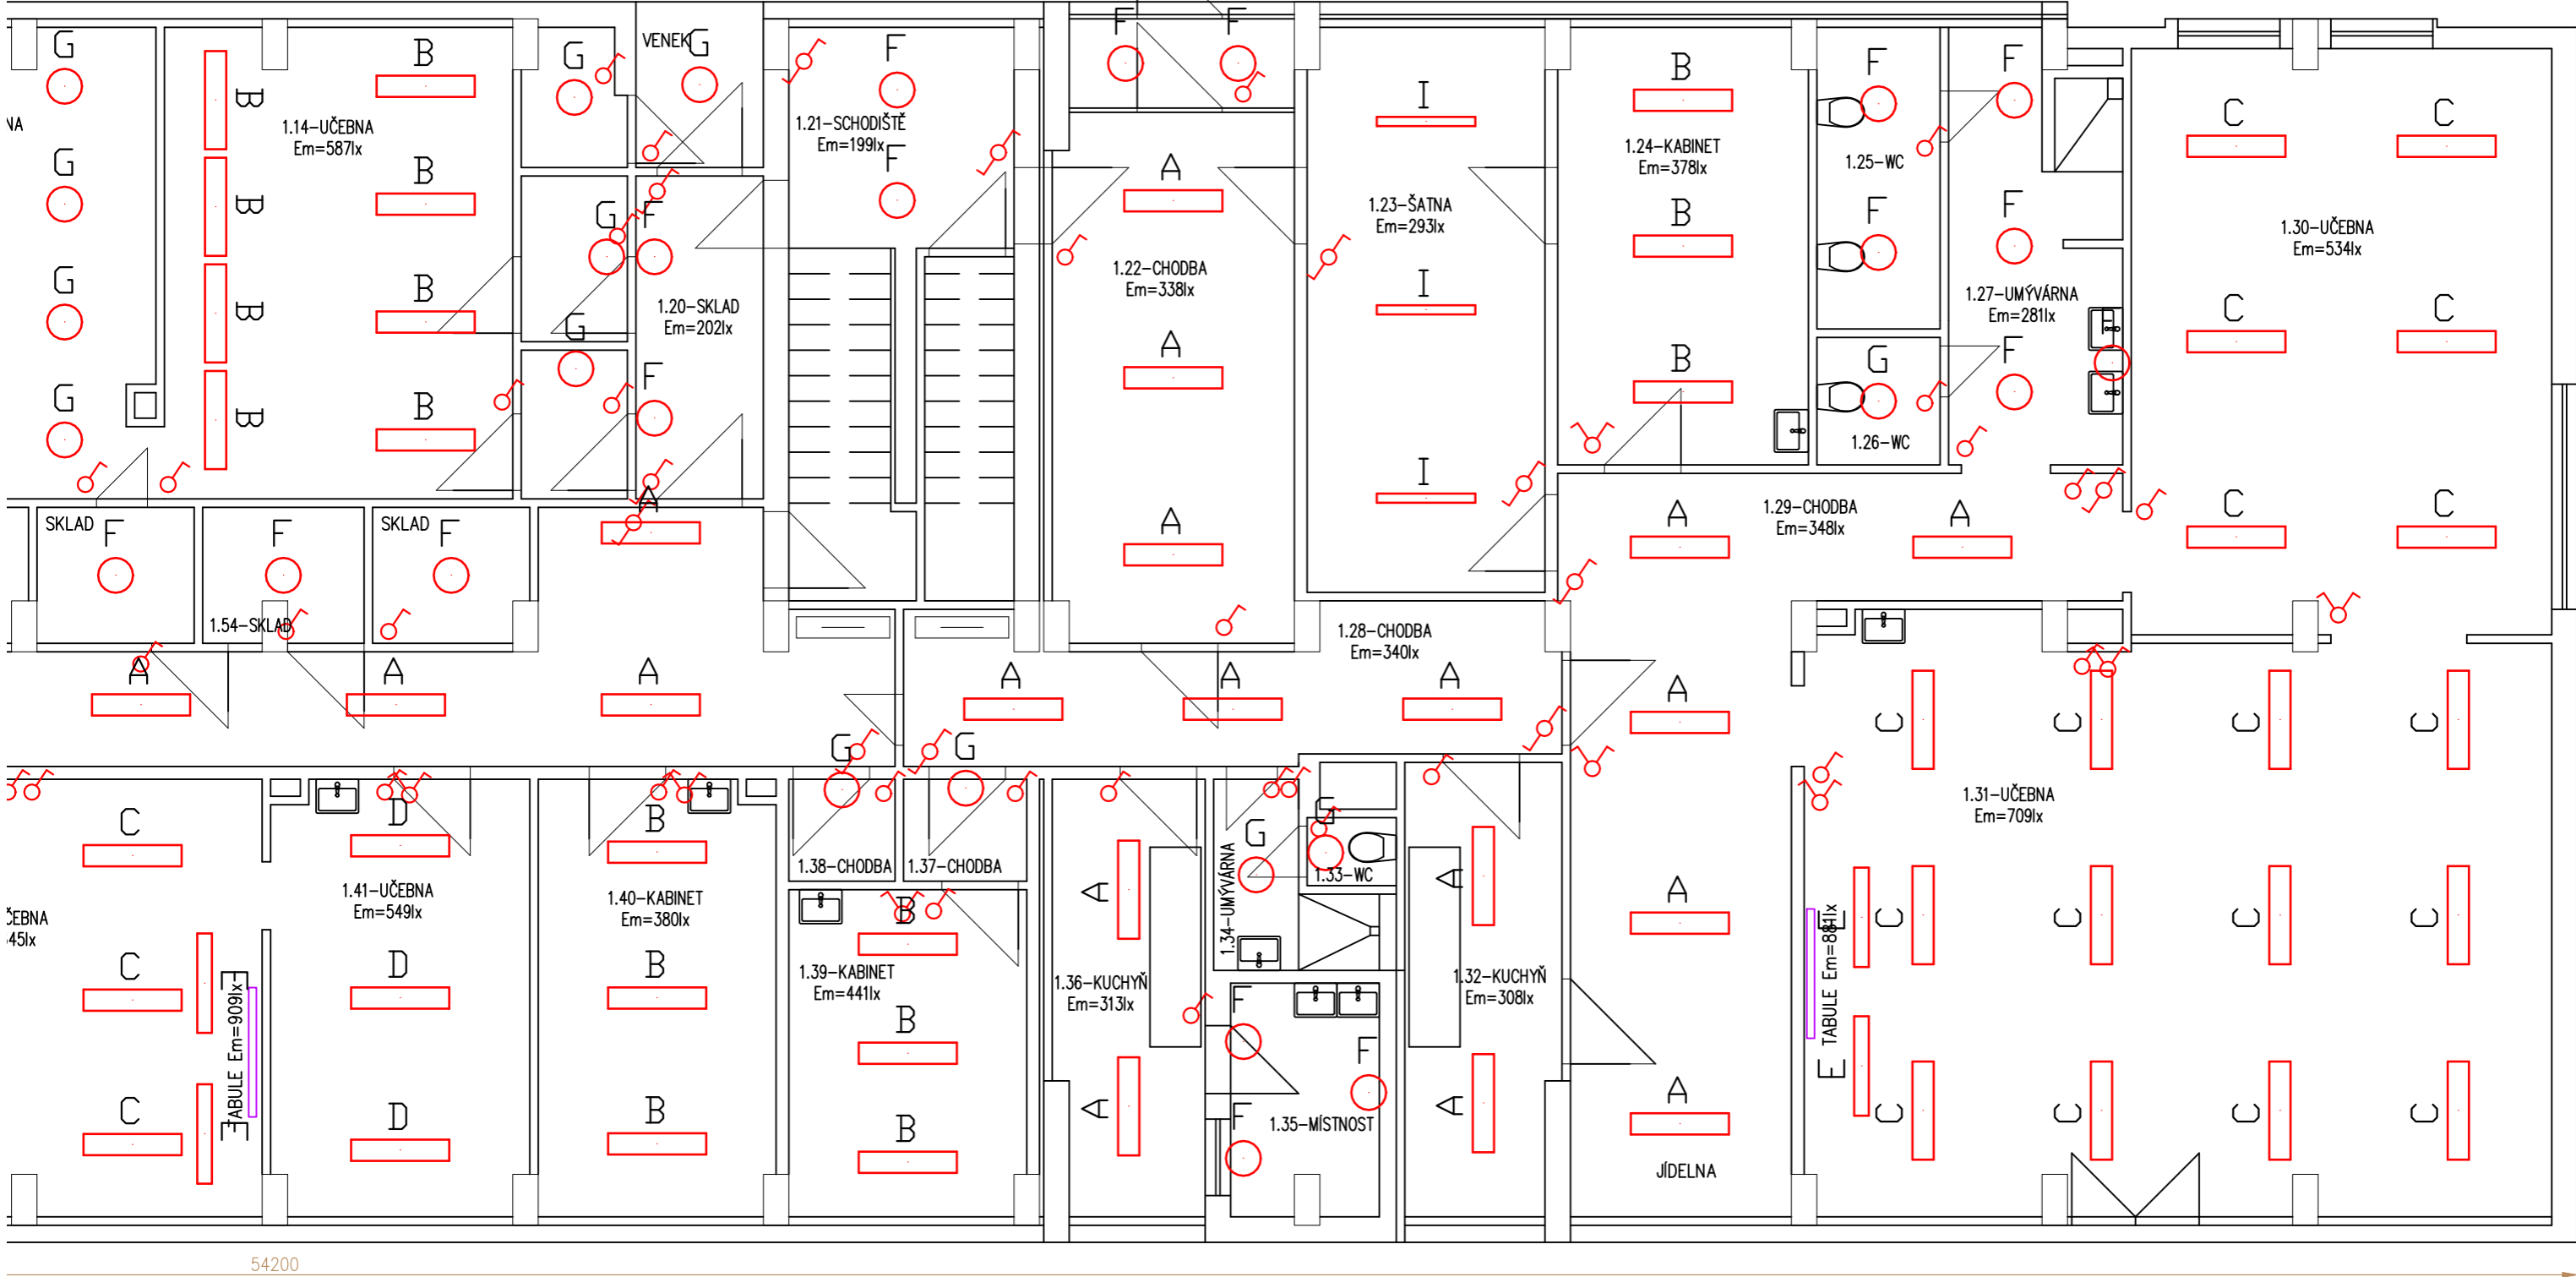 G
B
B
G
VENEK
G
F
F
F
I
B
F
F
C
C
NA
1.14-UČEBNA
Em=587lx
1.21-SCHODIŠTĚ
Em=199lx
1.24-KABINET
Em=378lx
1.25-WC
G
B
B
G
F
F
A
1.23-ŠATNA
Em=293lx
B
F
F
1.30-UČEBNA
Em=534lx
G
B
B
G
1.20-SKLAD
Em=202lx
1.22-CHODBA
Em=338lx
I
1.27-UMÝVÁRNA
Em=281lx
C
C
G
B
B
F
A
B
G
F
1.26-WC
A
A
I
A
1.29-CHODBA
Em=348lx
A
C
C
SKLAD
F
F
SKLAD
F
1.54-SKLAD
1.28-CHODBA
Em=340lx
A
A
A
A
A
A
A
C
C
C
C
G
G
1.31-UČEBNA
Em=709lx
C
D
B
G
G
1.38-CHODBA
1.37-CHODBA
1.34-UMÝVÁRNA
1.33-WC
1.41-UČEBNA
Em=549lx
1.40-KABINET
Em=380lx
B
A
A
A
ČEBNA
45lx
E
C
C
C
C
C
D
B
1.39-KABINET
Em=441lx
1.36-KUCHYŇ
Em=313lx
1.32-KUCHYŇ
Em=308lx
TABULE Em=909lx
E
TABULE Em=884lx
E
B
F
F
E
C
D
B
B
A
F
1.35-MÍSTNOST
A
A
C
C
C
C
JÍDELNA
54200